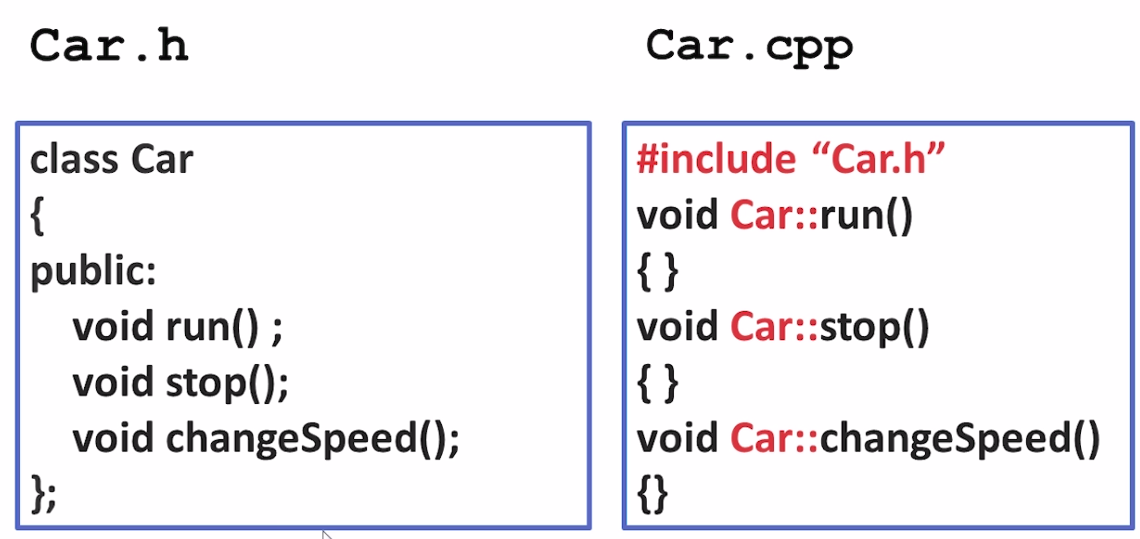 Car.h
class Car
{
public:
void run() ;
void stop();
void changeSpeed();
};
Car.cpp
#include “Car.h”
void Car::run()
{ }
void Car::stop()
{ }
void Car::changeSpeed()
{}